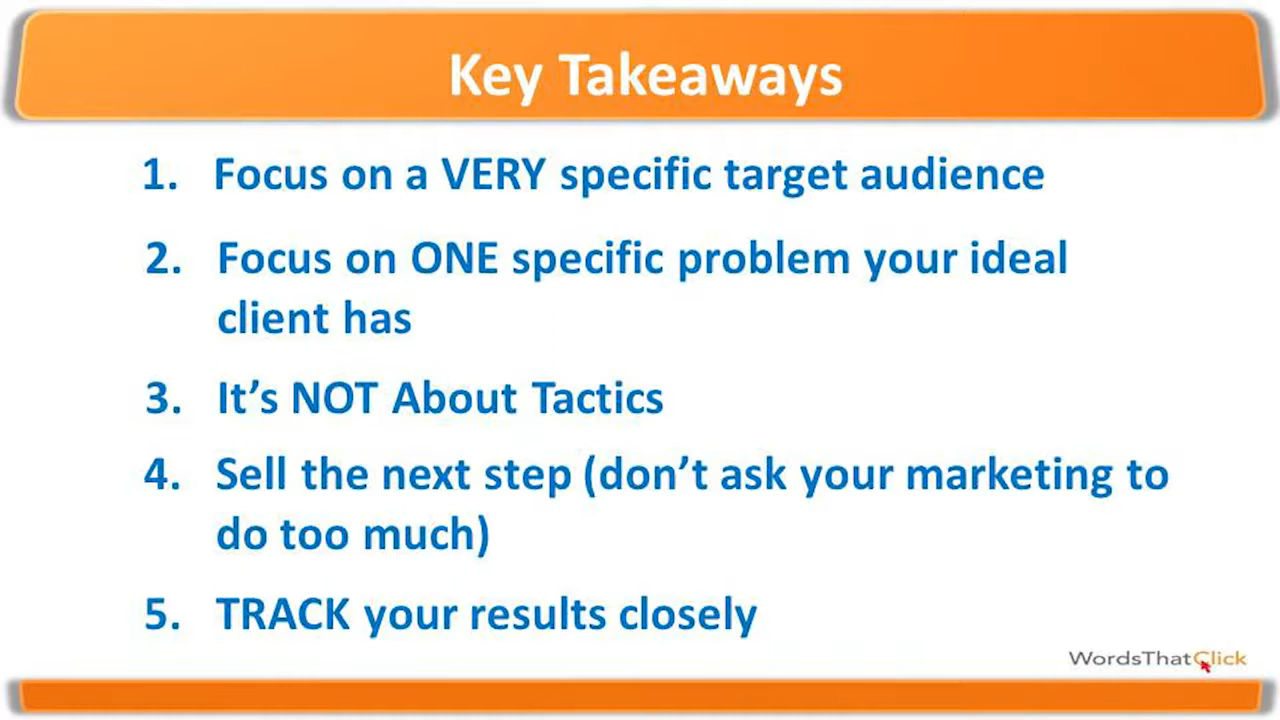 Key Takeaways
1. Focus on a VERY specific target audience
2. Focus on ONE specific problem your ideal
client has
3. It’s NOT About Tactics
4. Sell the next step (don’t ask your marketing to
do too much)
5. TRACK your results closely
WordsThatClick